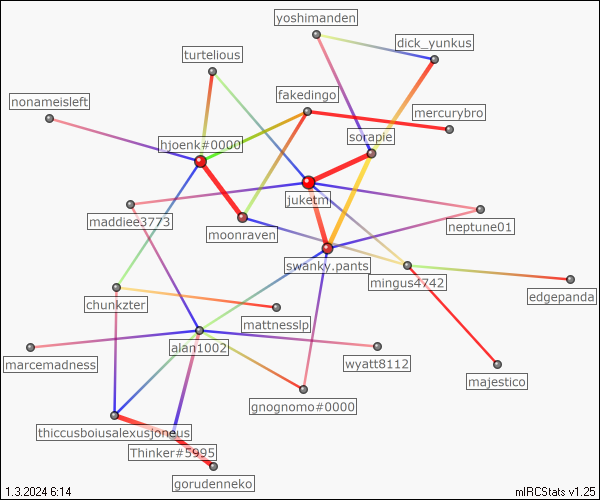 yoshimanden
dick_yunkus
turtelious
fakedingo
nonameisleft
mercurybro
hjoenk#0000
sorapie
juketm
maddiee3773
moonraven
neptune01
swanky.pants
mingus4742
edgepanda
chunkzter
mattnesslp
alan1002
marcemadness
wyatt8112
majestico
gnognomo#0000
thiccusboiusalexusjoneus
Thinker#5995
gorudenneko
1.3.2024 6:14
mIRCStats v1.25